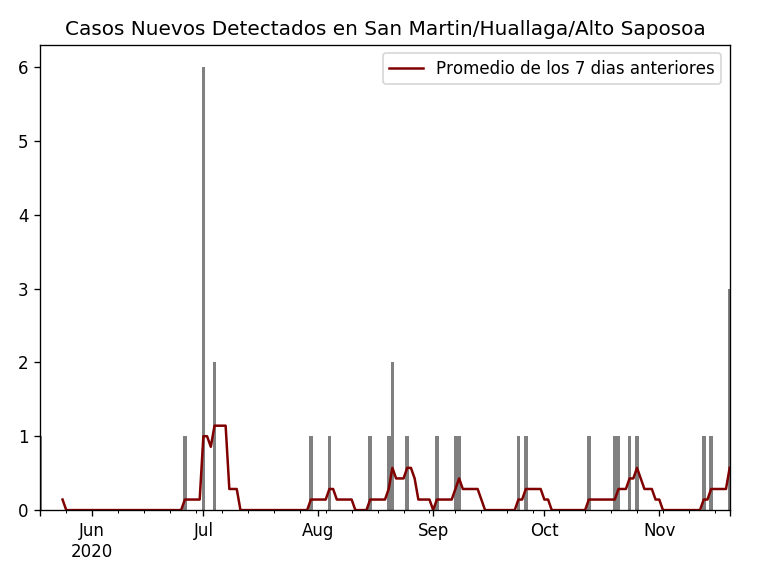 Casos Nuevos Detectados en San Martin/Huallaga/Alto Saposoa
Promedio de los 7 dias anteriores
6
5
4
3
2
1
0
Jun Jul Aug Sep Oct Nov
2020